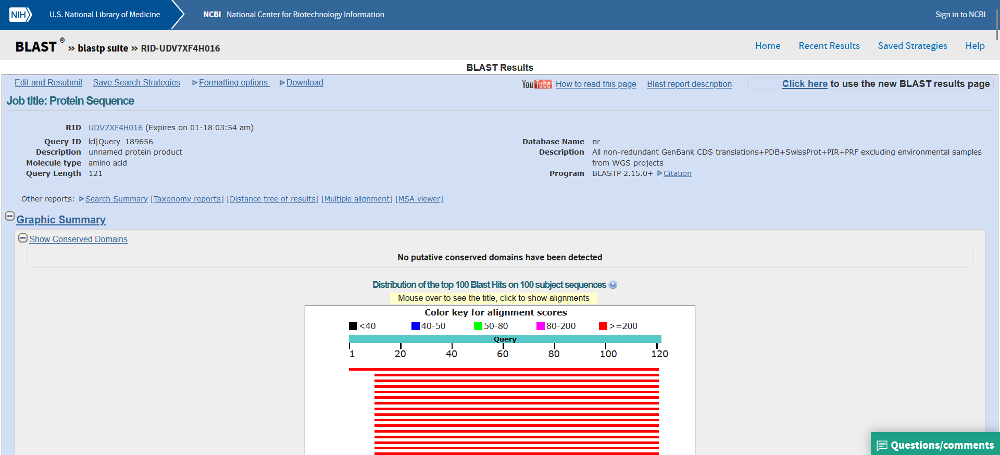 NIH U.S. National Library of Medicine NCBI National Center for Biotechnology Information Sign in to NCBI
BLAST ® » blastp suite » RID-UDV7XF4H016 Home Recent Results Saved Strategies Help
BLAST Results
Edit and Resubmit Save Search Strategies Formatting options Download YouTube How to read this page Blast report description Click here to use the new BLAST results page
Job title: Protein Sequence
RID UDV7XF4H016 (Expires on 01-18 03:54 am)
Query ID lcl|Query_189656
Description unnamed protein product
Molecule type amino acid
Query Length 121
Database Name nr
Description All non-redundant GenBank CDS translations+PDB+SwissProt+PIR+PRF excluding environmental samples
from WGS projects
Program BLASTP 2.15.0+ Citation
Other reports: Search Summary [Taxonomy reports] [Distance tree of results] [Multiple alignment] [MSA viewer]
Graphic Summary
Show Conserved Domains
No putative conserved domains have been detected
Distribution of the top 100 Blast Hits on 100 subject sequences ?
Mouse over to see the title, click to show alignments
Color key for alignment scores
<40 40-50 50-80 80-200 >=200
Query
1 20 40 60 80 100 120
Questions/comments